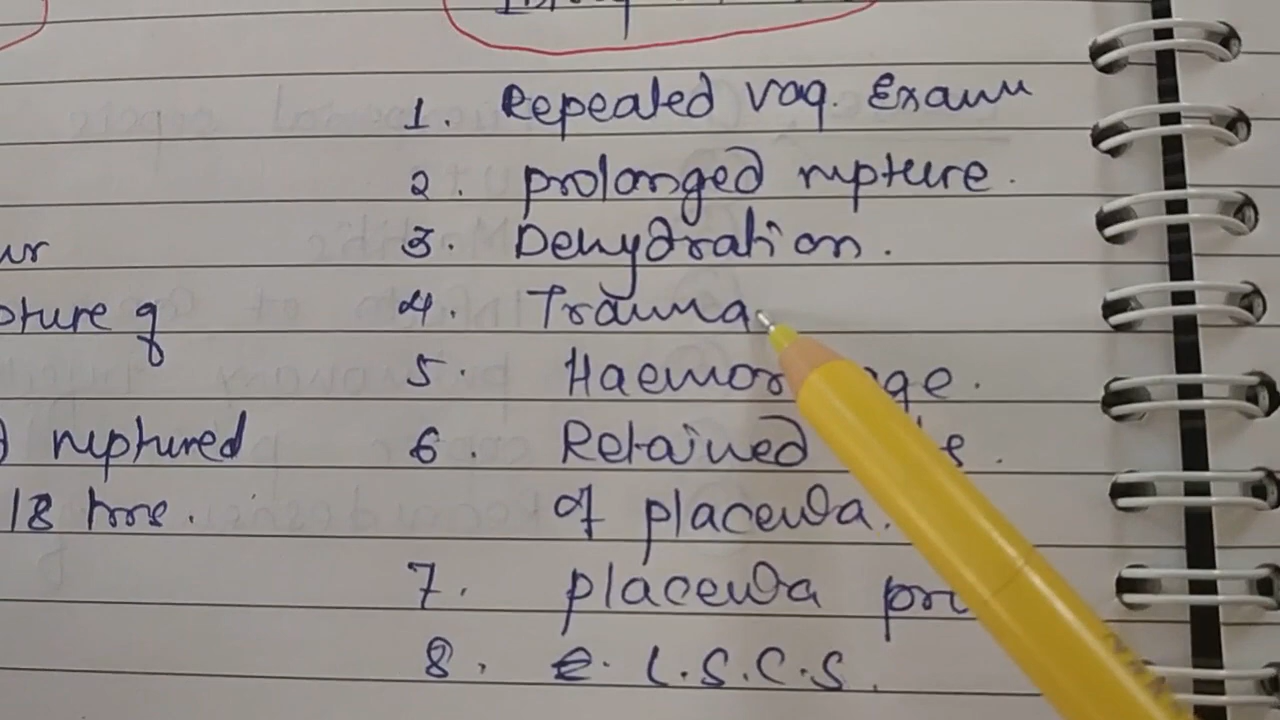 1. Repeated vag. Exam
2. prolonged rupture.
ur 3. Dehydration.
pture of 4. Trauma
5.
ruptured 6. Retained
18 hrs. of placenta.
7. placenta
8. e. L.S.C.S.